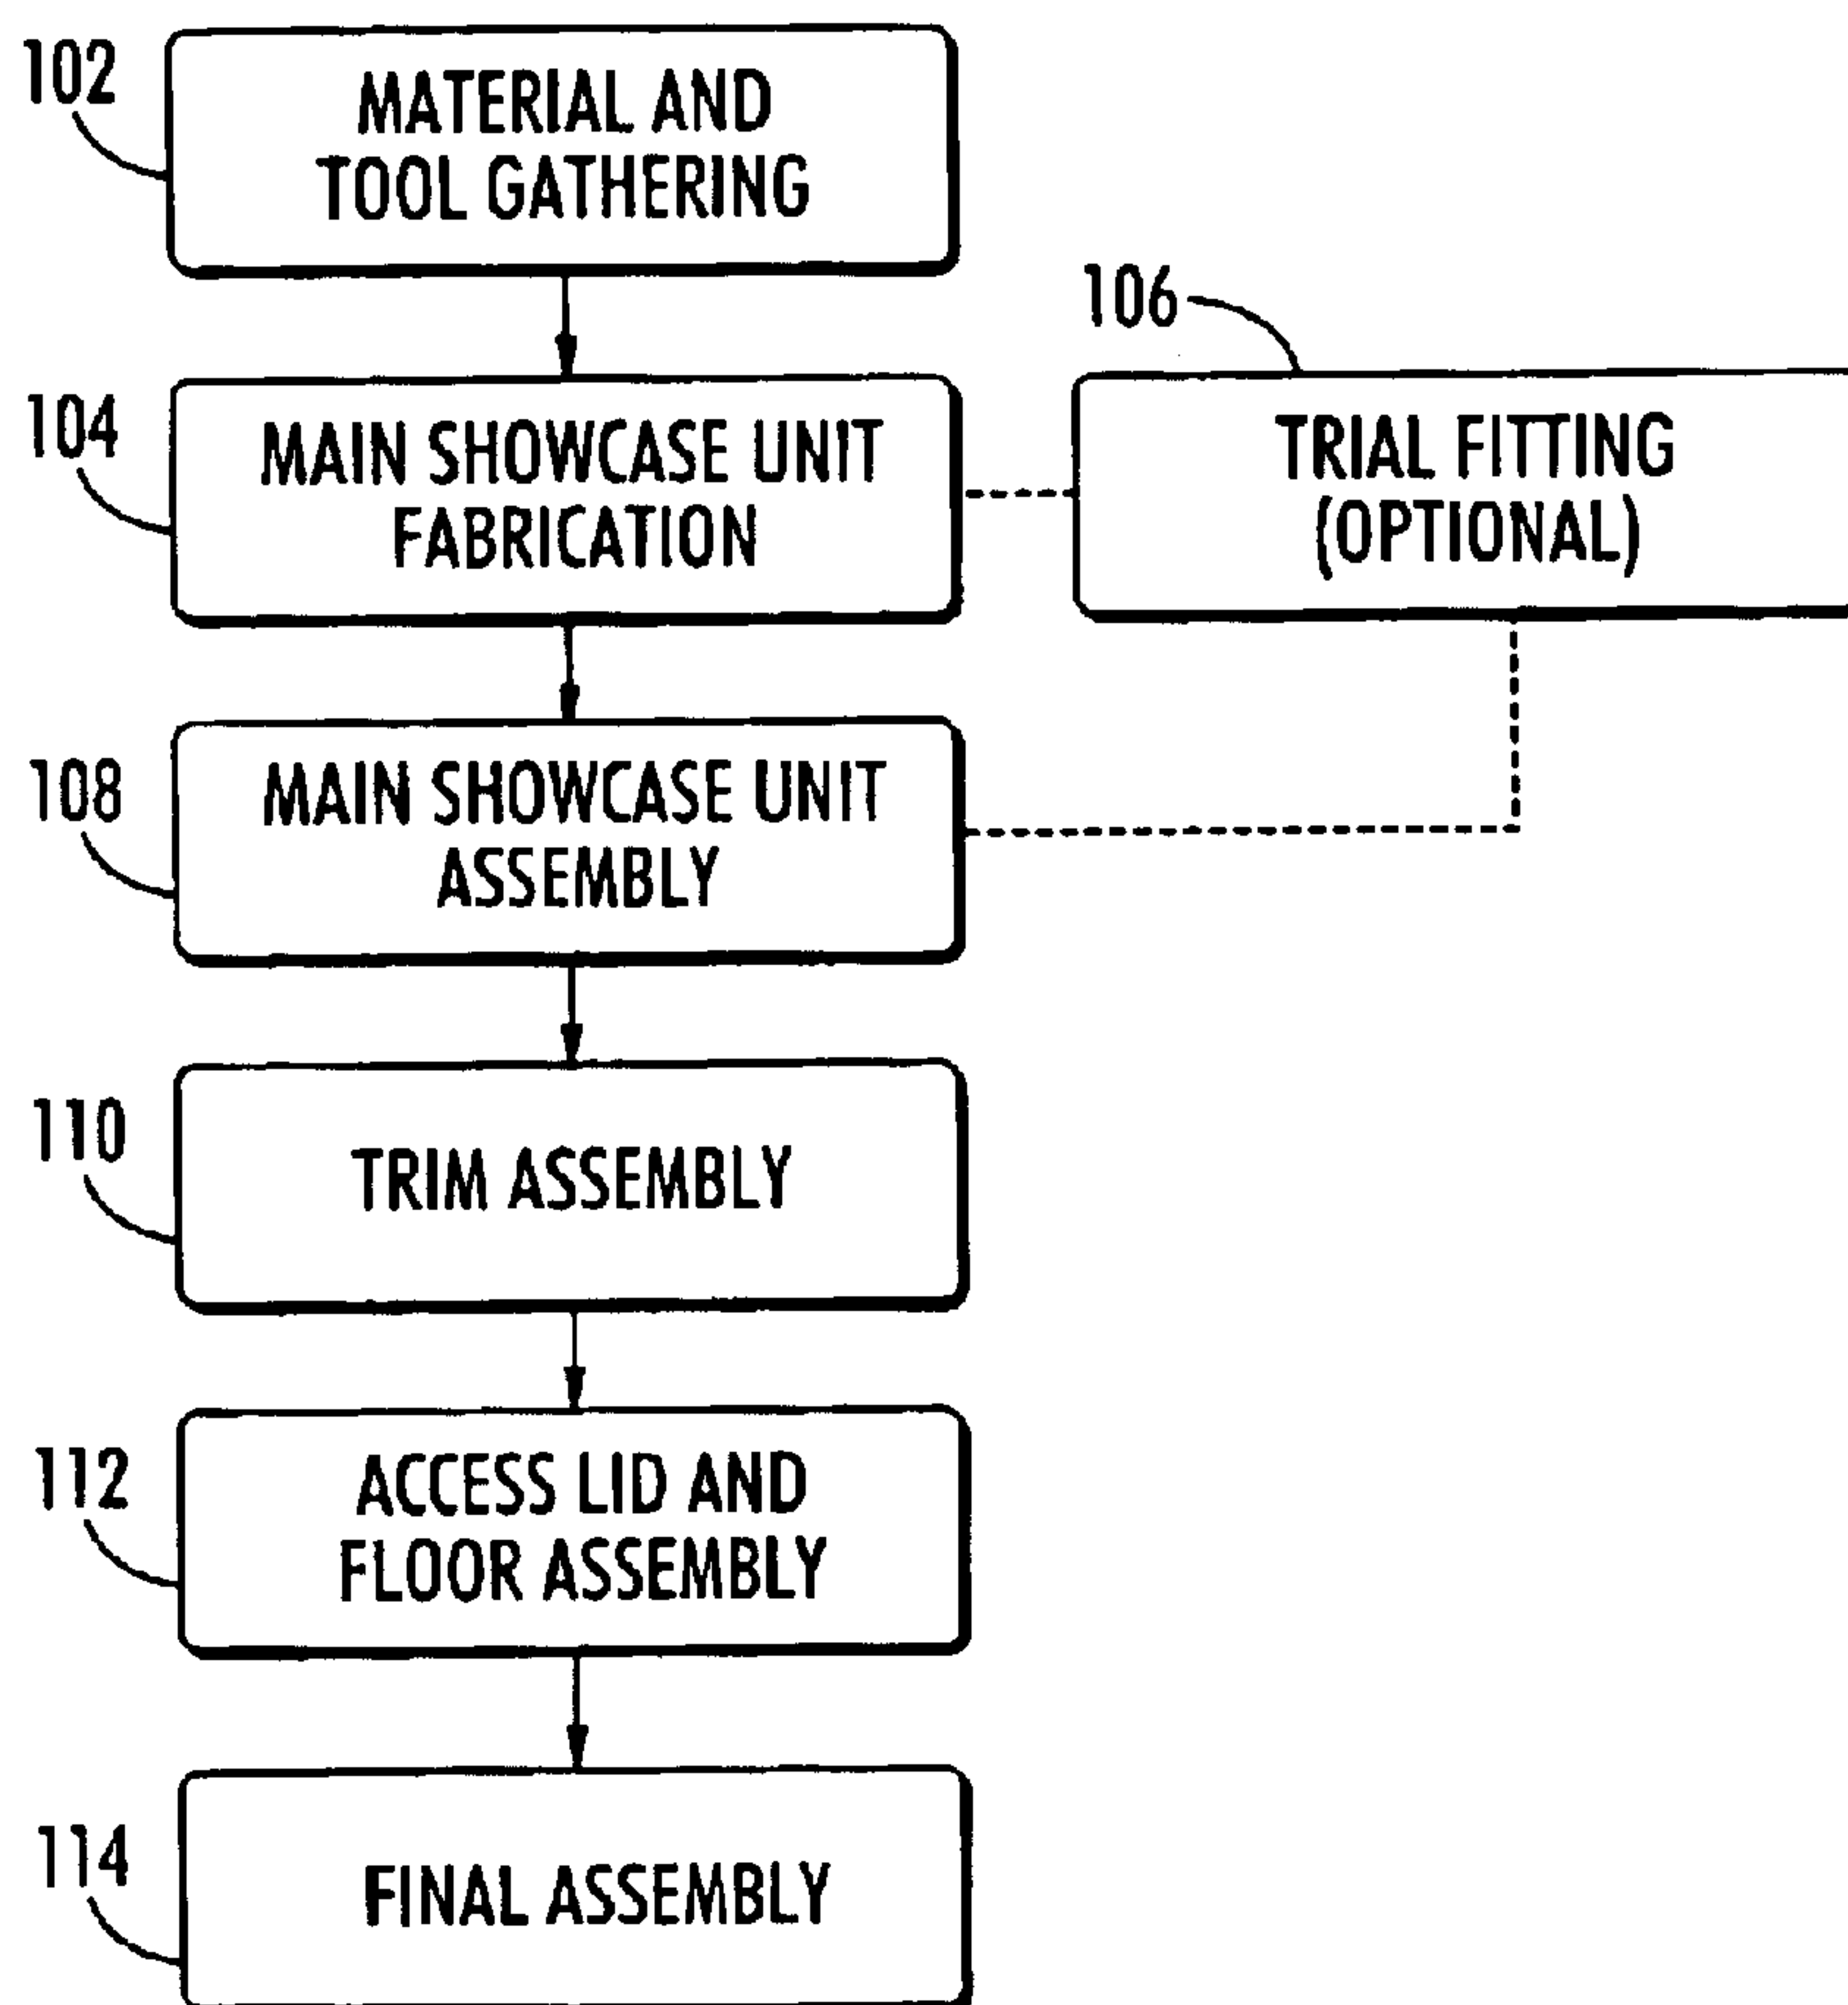 102
MATERIAL AND
TOOL GATHERING
104
MAIN SHOWCASE UNIT
FABRICATION
106
TRIAL FITTING
(OPTIONAL)
108
MAIN SHOWCASE UNIT
ASSEMBLY
110
TRIM ASSEMBLY
112
ACCESS LID AND
FLOOR ASSEMBLY
114
FINAL ASSEMBLY